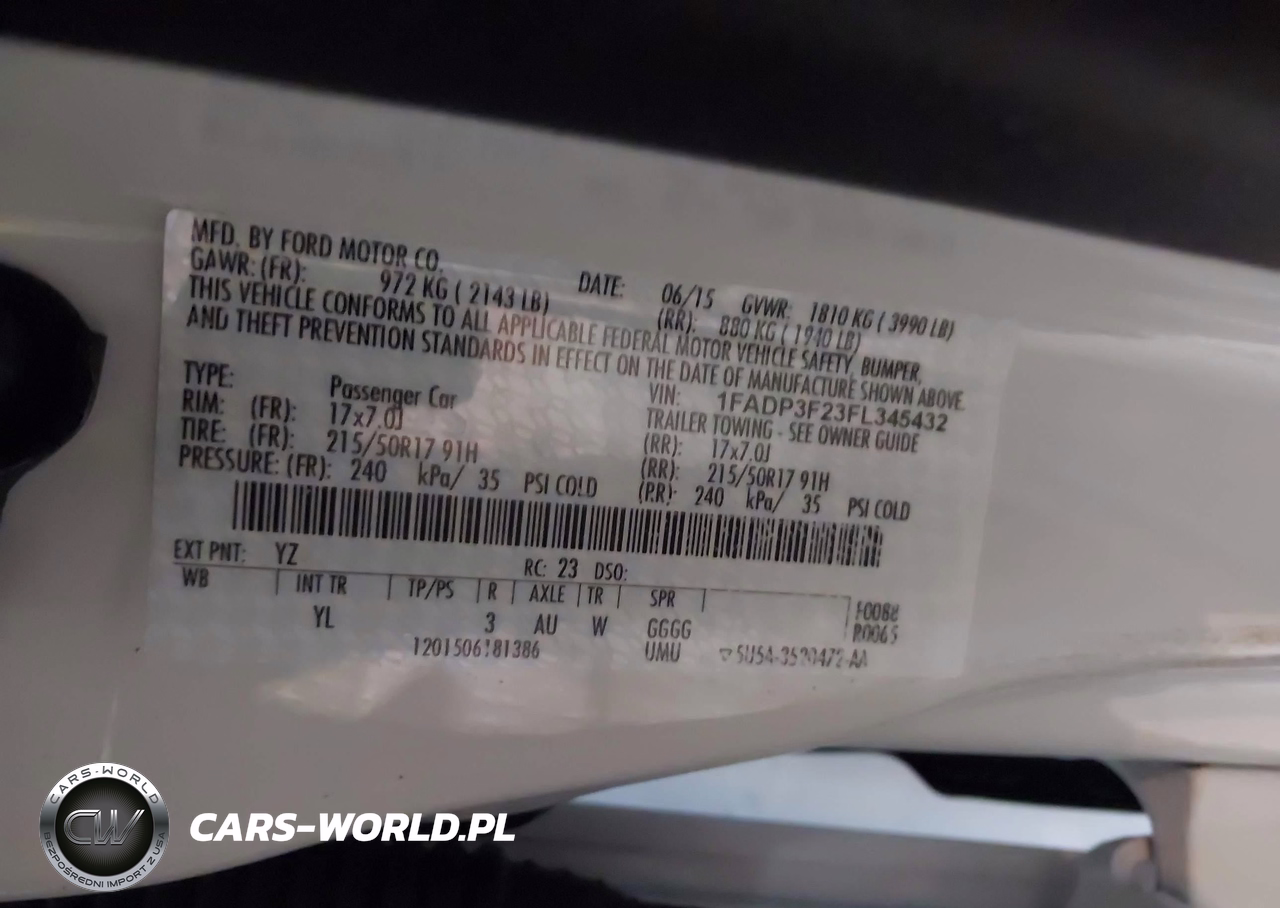 MFD. BY FORD MOTOR CO. DATE: 06/15 GVWR: 1810 KG ( 3990 LB)
GAWR: (FR): 972 KG ( 2143 LB) (RR): 880 KG ( 1940 LB)
THIS VEHICLE CONFORMS TO ALL APPLICABLE FEDERAL MOTOR VEHICLE SAFETY, BUMPER,
AND THEFT PREVENTION STANDARDS IN EFFECT ON THE DATE OF MANUFACTURE SHOWN ABOVE.
VIN: 1FADP3F23FL345432
TYPE: Passenger Car TRAILER TOWING - SEE OWNER GUIDE
RIM: (FR): 17x7.0J (RR): 17x7.0J
TIRE: (FR): 215/50R17 91H (RR): 215/50R17 91H
PRESSURE: (FR): 240 kPa/ 35 PSI COLD (RR): 240 kPa/ 35 PSI COLD
EXT PNT: YZ RC: 23 DSO:
WB INT TR TP/PS R AXLE TR SPR F0088
YL 3 AU W GGGG R0065
1201506181386 UMU
CARS-WORLD
CW
BEZPOŚREDNI IMPORT Z USA
CARS-WORLD.PL